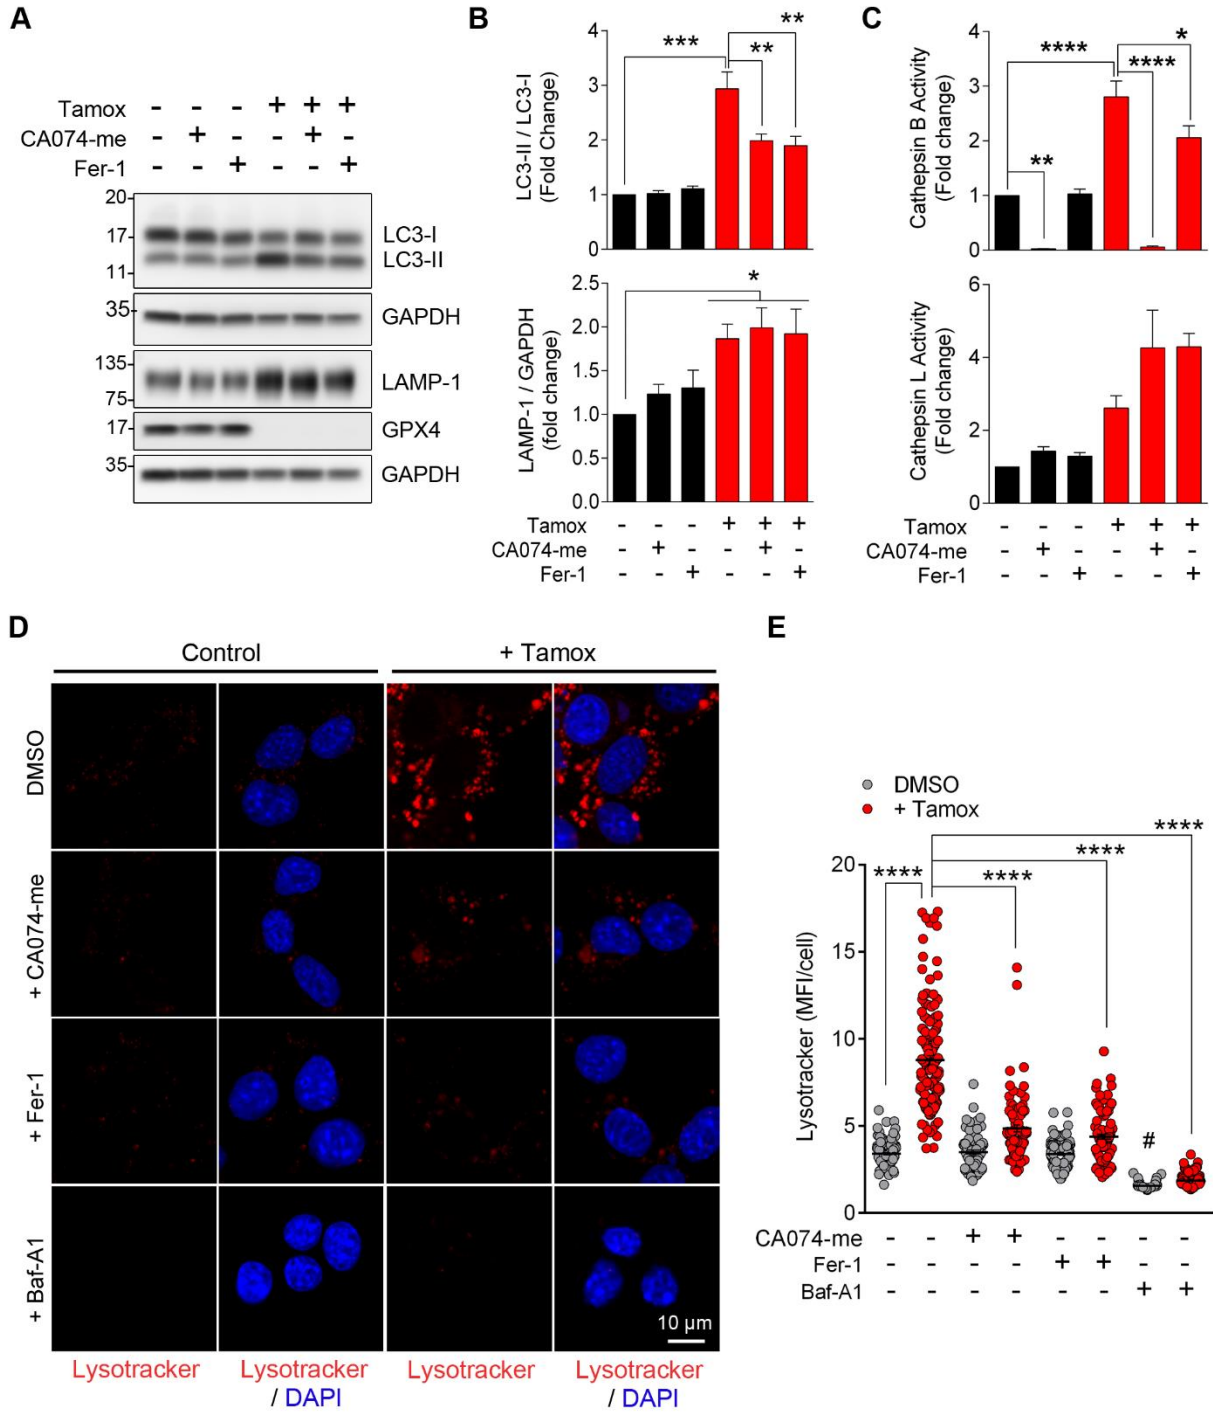 A
Tamox - - - + + +
CA074-me - + - - + -
Fer-1 - - + - - +
20
17
11
LC3-I
LC3-II
35
GAPDH
135
75
LAMP-1
17
GPX4
35
GAPDH
B
LC3-II / LC3-I
(Fold Change)
4
3
2
1
0
***
**
**
LAMP-1 / GAPDH
(fold change)
2.5
2.0
1.5
1.0
0.5
0.0
*
Tamox - - - + + +
CA074-me - + - - + -
Fer-1 - - + - - +
C
Cathepsin B Activity
(Fold change)
4
3
2
1
0
****
*
****
**
Cathepsin L Activity
(Fold change)
6
4
2
0
Tamox - - - + + +
CA074-me - + - - + -
Fer-1 - - + - - +
D
Control
+ Tamox
DMSO
+ CA074-me
+ Fer-1
+ Baf-A1
10 µm
Lysotracker
Lysotracker
/ DAPI
Lysotracker
Lysotracker
/ DAPI
E
DMSO
+ Tamox
Lysotracker (MFI/cell)
20
15
10
5
0
****
****
****
****
#
CA074-me - - + + - - - -
Fer-1 - - - - + + - -
Baf-A1 - - - - - - + +